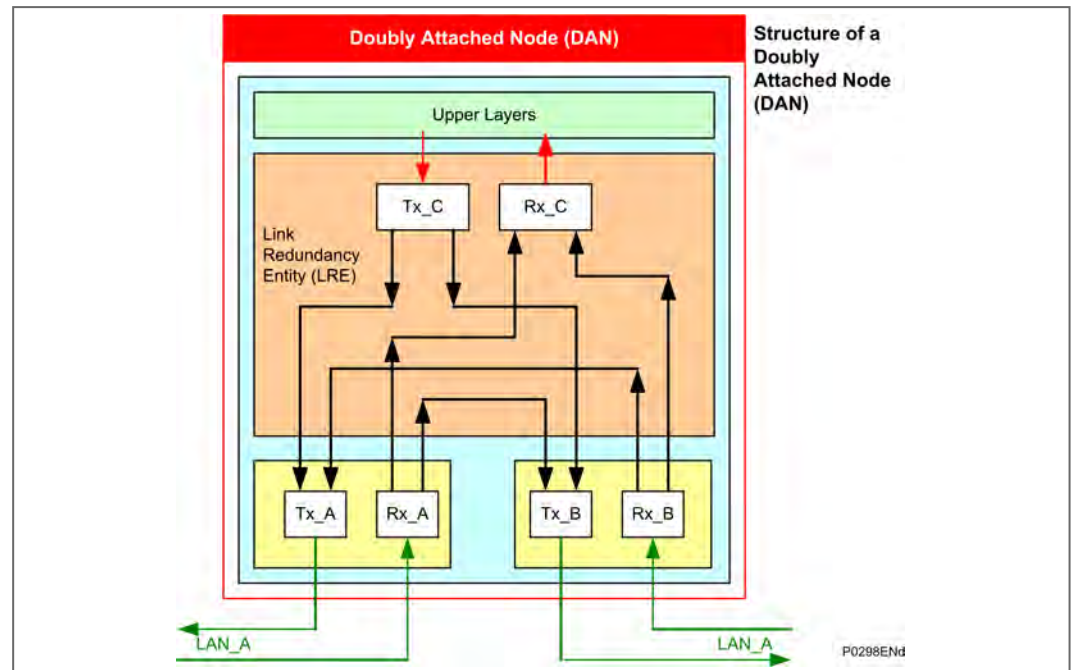 Doubly Attached Node (DAN)
Structure of a
Doubly
Attached Node
(DAN)
Upper Layers
Tx_C
Rx_C
Link
Redundancy
Entity (LRE)
Tx_A
Rx_A
Tx_B
Rx_B
LAN_A
LAN_A
P0298ENd